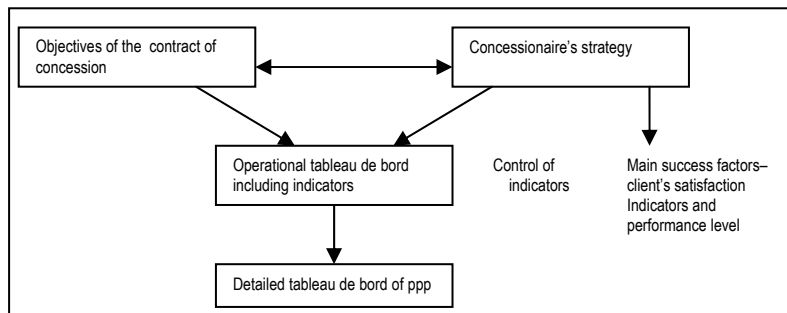 Objectives of the contract of
concession
Concessionaire's strategy
Operational tableau de bord
including indicators
Control of
indicators
Main success factors–
client's satisfaction
Indicators and
performance level
Detailed tableau de bord of ppp